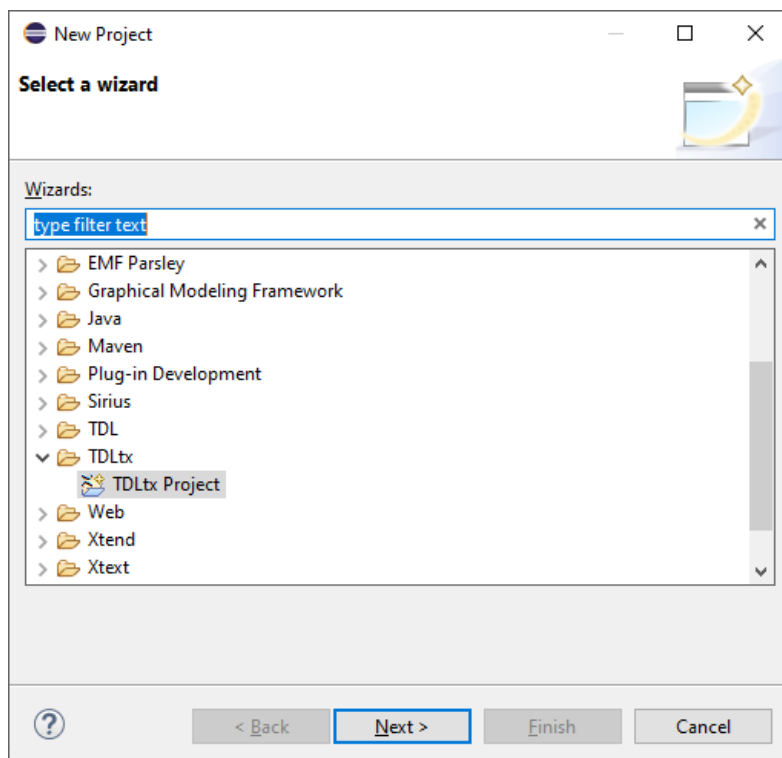 New Project
Select a wizard
Wizards:
type filter text
EMF Parsley
Graphical Modeling Framework
Java
Maven
Plug-in Development
Sirius
TDL
TDLtx
TDLtx Project
Web
Xtend
Xtext
< Back Next > Finish Cancel